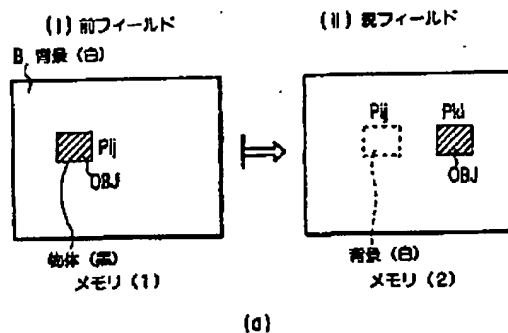 (i) 前フィールド
B 背景 (白)
Pij
OBJ
物体 (黒)
メモリ (1)
(ii) 現フィールド
Pij
Pkl
OBJ
背景 (白)
メモリ (2)
(a)